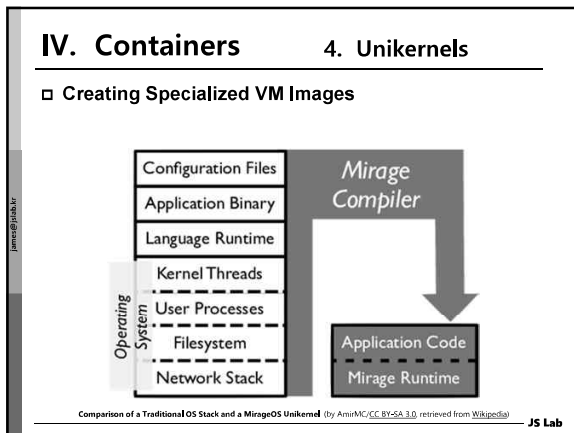 IV. Containers 4. Unikernels
□ Creating Specialized VM Images
james@jslab.kr
Configuration Files
Application Binary
Language Runtime
Kernel Threads
User Processes
Filesystem
Network Stack
Operating
System
Mirage
Compiler
Application Code
Mirage Runtime
Comparison of a Traditional OS Stack and a MirageOS Unikernel (by AmirMC/CC BY-SA 3.0, retrieved from Wikipedia)
JS Lab